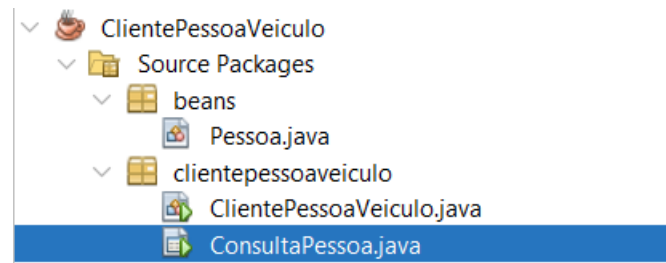 ClientePessoaVeiculo
Source Packages
beans
Pessoa.java
clientepessoaveiculo
ClientePessoaVeiculo.java
ConsultaPessoa.java